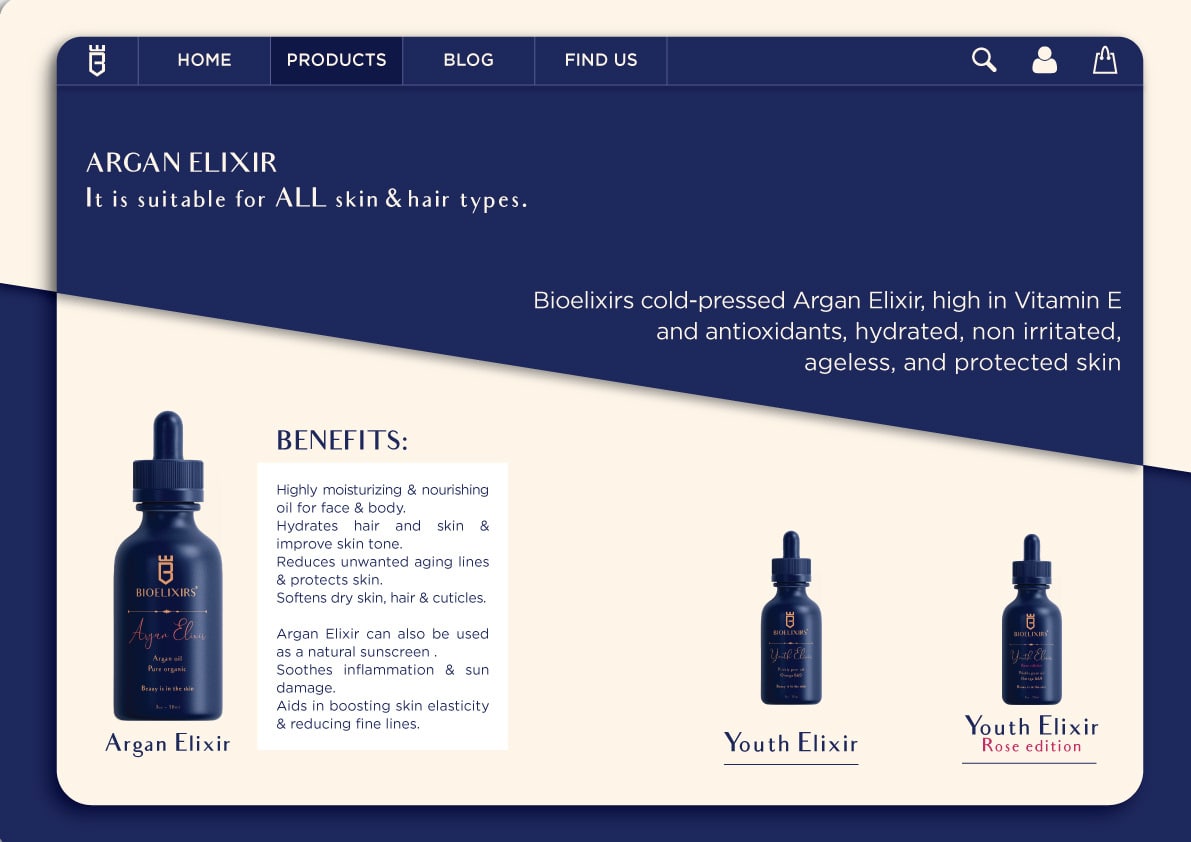 HOME
PRODUCTS
BLOG
FIND US
ARGAN ELIXIR
It is suitable for ALL skin & hair types.
Bioelixirs cold-pressed Argan Elixir, high in Vitamin E
and antioxidants, hydrated, non irritated,
ageless, and protected skin
BENEFITS:
Highly moisturizing & nourishing
oil for face & body.
Hydrates hair and skin &
improve skin tone.
Reduces unwanted aging lines
& protects skin.
Softens dry skin, hair & cuticles.
Argan Elixir can also be used
as a natural sunscreen .
Soothes inflammation & sun
damage.
Aids in boosting skin elasticity
& reducing fine lines.
BIOELIXIRS
Argan Elixir
Argan oil
Pure organic
is in the skin
Argan Elixir
BIOELIXIRS
Youth Elixir
Youth Elixir
BIOELIXIRS
Youth Elixir
Rose edition
Youth Elixir
Rose edition